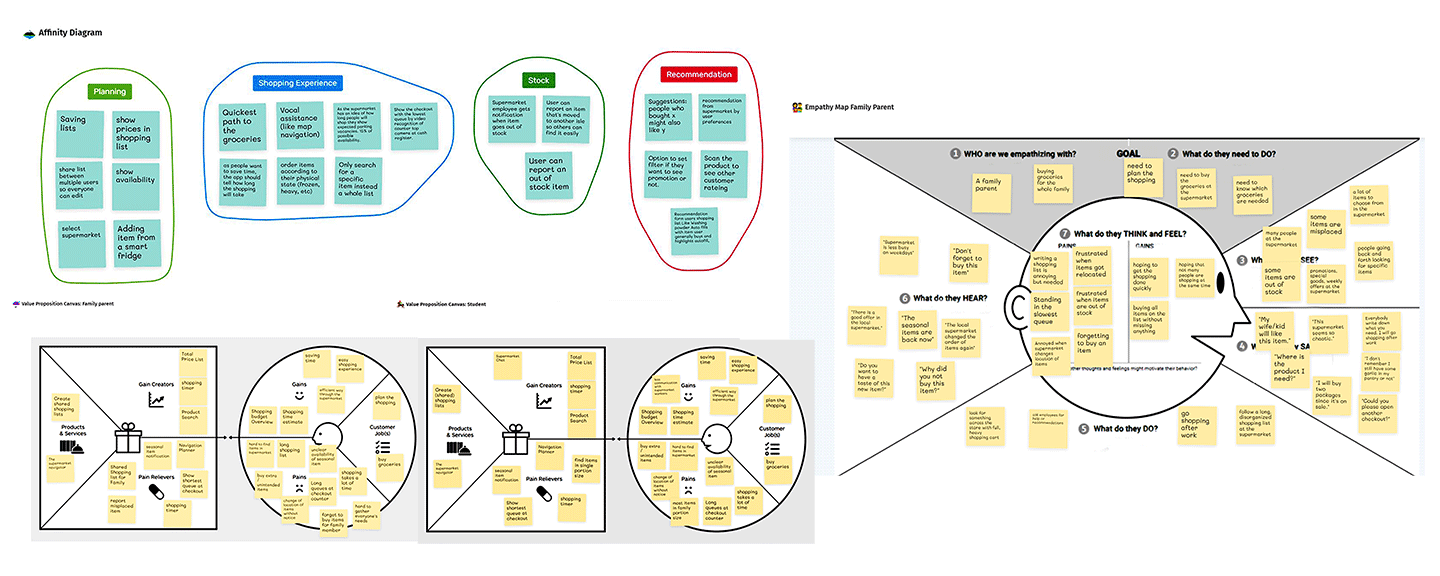 Affinity Diagram
Planning
Saving
lists
show
prices in
shopping
list
share list
between
multiple users
so everyone
can edit
show
availability
select
supermarket
Adding
item from
a smart
fridge
Shopping Experience
Quickest
path to
the
groceries
Vocal
assistance
(like map
navigation)
As the supermarket
has an idea of how
long people will
shop they show
expected parking
vacancies. 15% of
possible
availability.
Show the checkout
with the lowest
queue by video
recognition of
counter top
camera at cash
register.
as people want
to save time,
the app should
tell how long
the shopping
will take
order items
according to
their physical
state (frozen,
heavy, etc)
Only search
for a
specific item
instead a
whole list
Stock
Supermarket
employee gets
notification
when item
goes out of
stock
User can
report an item
that's moved to
another isle
so others can
find it easily
User can
report an
out of
stock item
Recommendation
Suggestions:
people who
bought x
might also
like y
recommendation
from
supermarket by
user
preferences
Option to set
filter if they
want to see
promotion or
not.
Scan the
product to
see other
customer
rateing
Recommendation
form users shopping
list Like Washing
powder Auto fills
with item user
generally buys and
highlights autofill.
Value Proposition Canvas: Family parent
Gain Creators
Products
& Services
Pain Relievers
Gains
Pains
Customer
Job(s)
Total
Price List
shopping
timer
Product
Search
Create
(shared)
shopping
lists
The
supermarket
navigator
seasonal
item
notification
Navigation
Planner
Shared
Shopping
list for
Family
Show
shortest
queue at
checkout
report
misplaced
item
shopping
timer
saving
time
easy
shopping
experience
efficient way
through the
supermarket
Shopping
budget
Overview
Shopping
time
estimate
plan the
shopping
buy
groceries
hard to find
items in
supermarket
long
shopping
list
unclear
availability
of seasonal
item
buy extra
/
unintended
items
Long
queues at
checkout
counter
shopping
takes a
lot of
time
change of
location of
items
without
notice
forget to
buy items
for family
member
hard to
gather
everyone's
needs
Value Proposition Canvas: Student
Gain Creators
Products
& Services
Pain Relievers
Gains
Pains
Customer
Job(s)
Supermarket
Chat
Total
Price List
shopping
timer
Product
Search
Create
(shared)
shopping
lists
The
supermarket
navigator
seasonal
item
notification
Navigation
Planner
find items
in single
portion
size
Show
shortest
queue at
checkout
shopping
timer
communication
with
supermarket
saving
time
easy
shopping
experience
efficient way
through the
supermarket
Shopping
budget
Overview
Shopping
time
estimate
plan the
shopping
buy
groceries
buy extra
/
unintended
items
hard to find
items in
supermarket
unclear
availability
of seasonal
item
change of
location of
items
without
notice
most items
in family
portion
size
Long
queues at
checkout
counter
shopping
takes a
lot of
time
Empathy Map Family Parent
1 WHO are we empathizing with?
A family
parent
buying
groceries
for the
whole family
GOAL
need to
plan the
shopping
2 What do they need to DO?
need to buy
the
groceries at
the
supermarket
need to
know which
groceries
are needed
3
SEE?
many people
at the
supermarket
some
items are
misplaced
a lot of
items to
choose from
in the
supermarket
some
items are
out of
stock
promotions,
special
goods, weekly
offers at the
supermarket
people going
back and
forth looking
for specific
items
4
"My
wife/kid
will like
this item."
"This
supermarket
seems so
chaotic."
Everybody
write down
what you
need. I will go
shopping after
work
"Where is
the
product I
need?"
"I don't
remember I
still have some
garlic in my
pantry or not"
"I will buy
two
packages
since it's on
sale."
"Could you
please open
another
checkout?"
5 What do they DO?
look for
something
across the
store with full,
heavy
shopping cart
ask employees
for help or
recommendations
go
shopping
after
work
follow a long,
disorganized
shopping list
at the
supermarket
6 What do they HEAR?
"Supermarket
is less busy
on weekdays"
"Don't
forget to
buy this
item"
"There is a
good offer in
the local
supermarket."
"The
seasonal
items are
back now"
"The local
supermarket
changed the
order of
items again"
"Do you
want to
have a
taste of this
new item?"
"Why did
you not
buy this
item?"
7 What do they THINK and FEEL?
PAINS
GAINS
writing a
shopping
list is
annoying
but needed
frustrated
when
items got
relocated
Standing
in the
slowest
queue
frustrated
when items
are out of
stock
Annoyed when
supermarket
changes
location of
items
forgetting
to buy an
item
hoping to
get the
shopping
done
quickly
hoping that
not many
people are
shopping at
the same time
buying all
items on
the list
without
missing
anything
other thoughts and feelings might motivate their behavior?